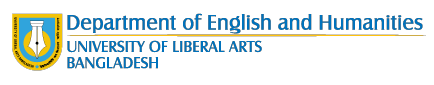 Department of English and Humanities
UNIVERSITY OF LIBERAL ARTS
BANGLADESH